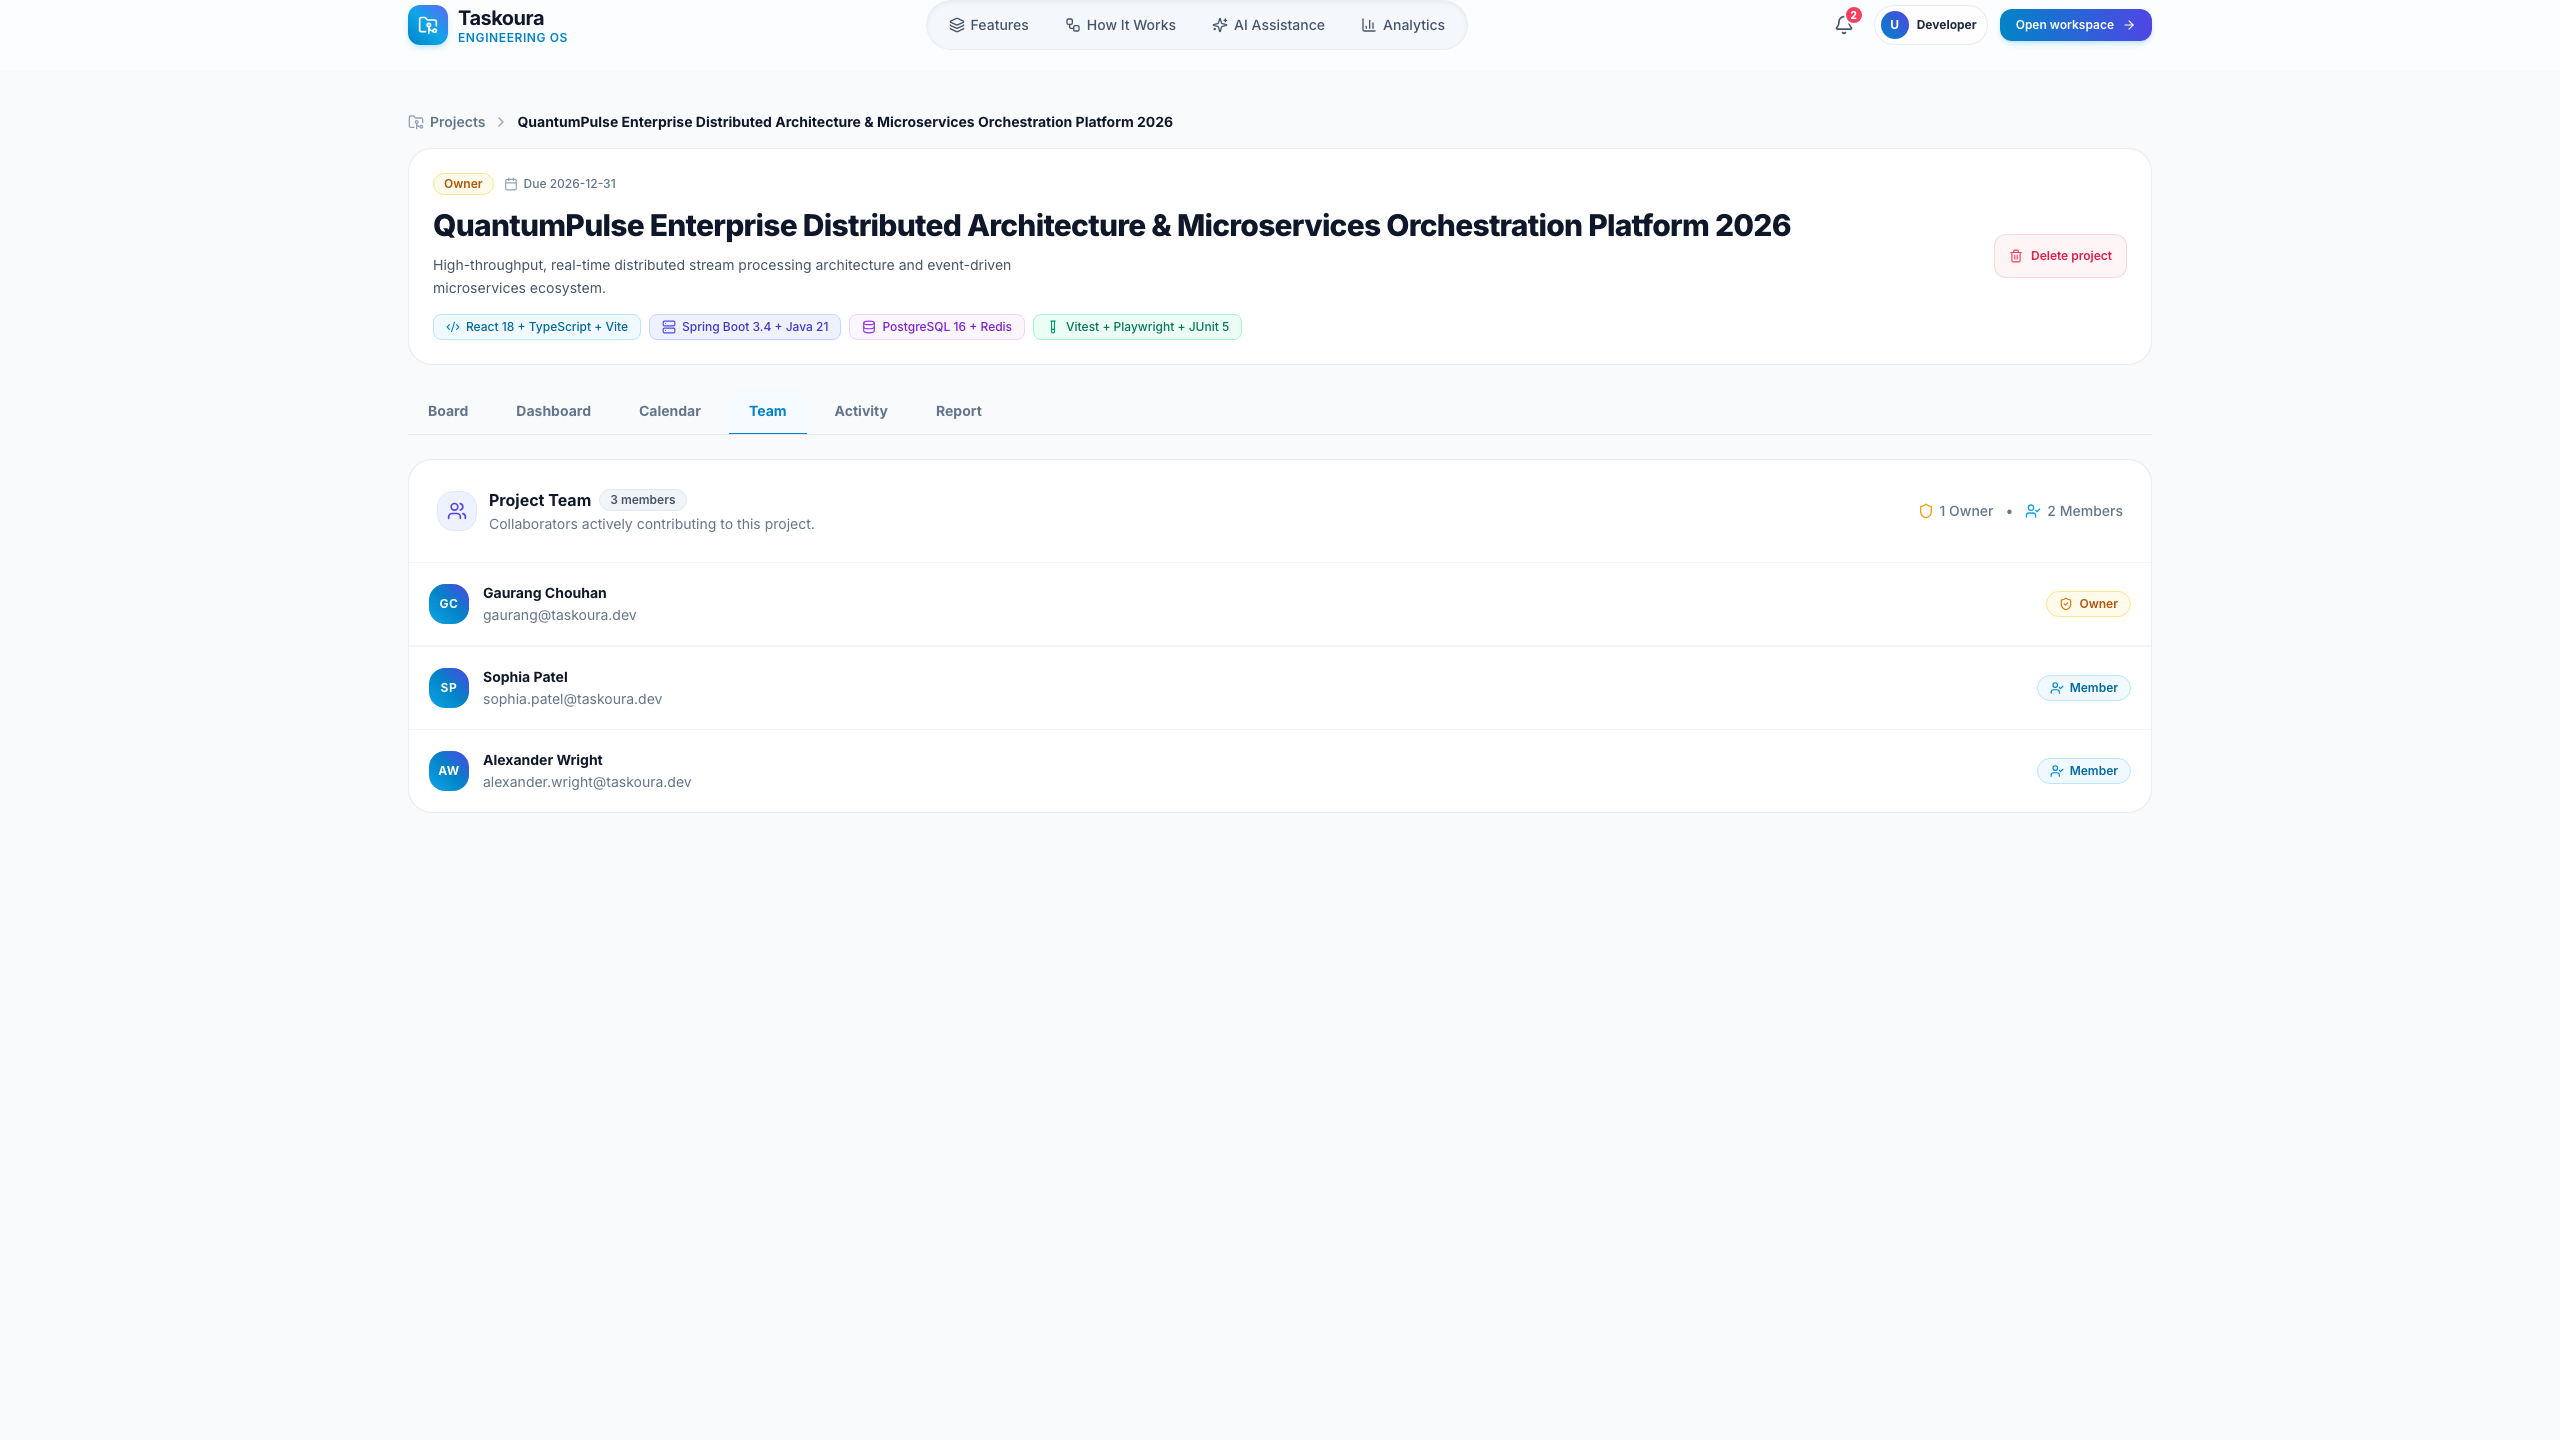 Taskoura
ENGINEERING OS
Features
How It Works
AI Assistance
Analytics
2
U
Developer
Open workspace
Projects
QuantumPulse Enterprise Distributed Architecture & Microservices Orchestration Platform 2026
Owner
Due 2026-12-31
QuantumPulse Enterprise Distributed Architecture & Microservices Orchestration Platform 2026
High-throughput, real-time distributed stream processing architecture and event-driven
microservices ecosystem.
Delete project
React 18 + TypeScript + Vite
Spring Boot 3.4 + Java 21
PostgreSQL 16 + Redis
Vitest + Playwright + JUnit 5
Board
Dashboard
Calendar
Team
Activity
Report
Project Team
3 members
Collaborators actively contributing to this project.
1 Owner
•
2 Members
GC
Gaurang Chouhan
gaurang@taskoura.dev
Owner
SP
Sophia Patel
sophia.patel@taskoura.dev
Member
AW
Alexander Wright
alexander.wright@taskoura.dev
Member